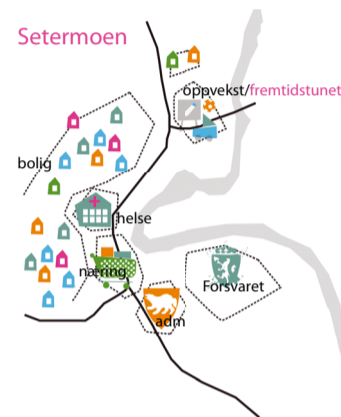 Setermoen
oppvekst/fremtidstunet
bolig
helse
næring
Forsvaret
adm